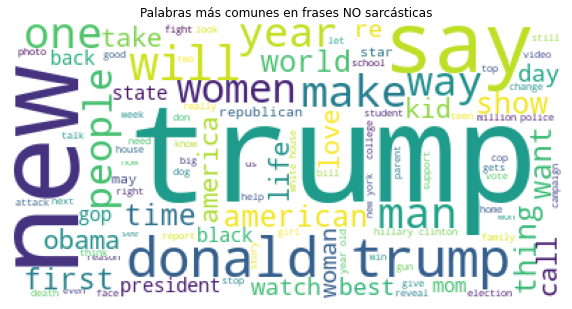 Palabras más comunes en frases NO sarcásticas
photo fight look let still
one take good year re star school top video
back two will world say way day change
state women make kid show
new people really republican student teen million police
talk week don love college cop
need know america life parent gets want
house now big us vote
may dog trump support campaign
attack next right help white house bill
gop time american new york man home thing
obama black hillary clinton won
think see report girl woman family call
reason story year old win gun
first donald trump
president watch best mom give
death even face stop reveal election